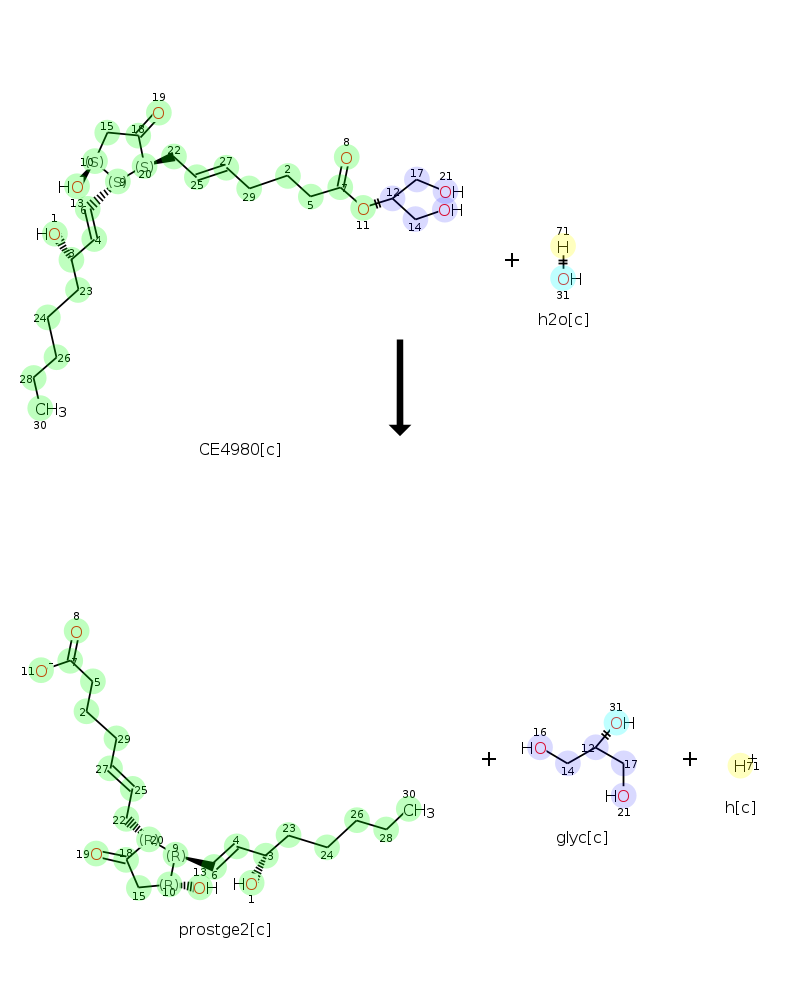 19
15
18
O
10
(S)
(S)
9
(S)
20
22
25
27
29
2
5
8
O
7
O
11
12
17
21
OH
OH
14
HO
13
6
1
HO
4
3
23
24
26
28
CH3
30
+
71
H
OH
31
h2o[c]
CE4980[c]
8
O
11 O-
7
5
2
29
27
25
22
(R)
20
9
(R)
19 O
18
15
(R)
10
OH
13
6
4
3
HO
1
23
24
26
28
30
CH3
prostge2[c]
+
31
OH
16
HO
12
14
17
HO
21
glyc[c]
+
H+
71
h[c]